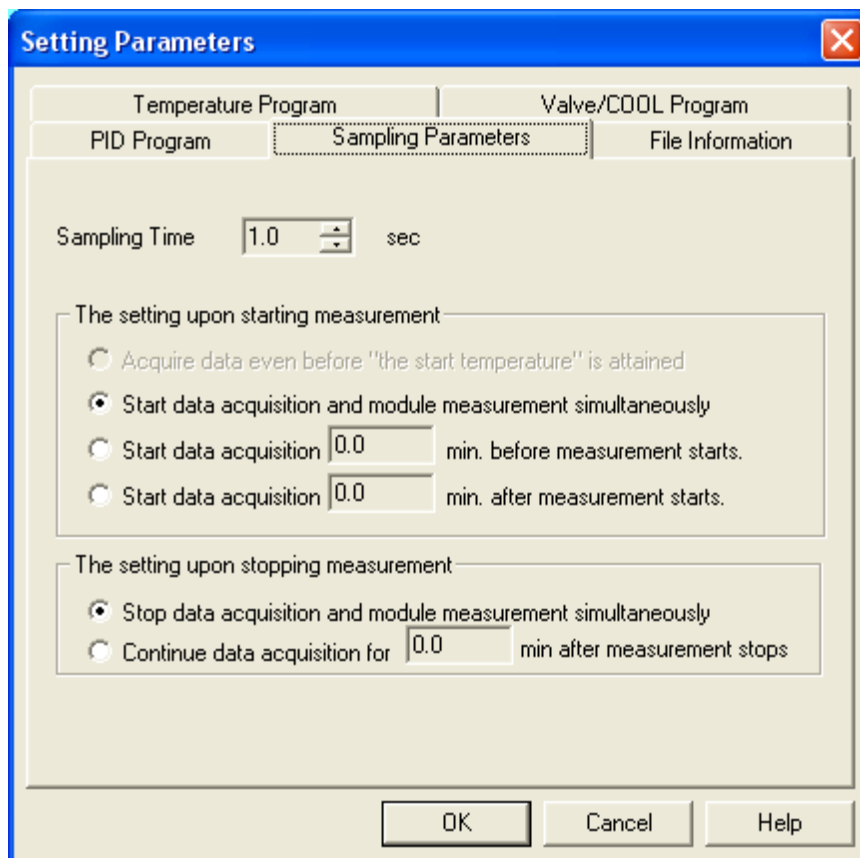 Setting Parameters
Temperature Program Valve/COOL Program
PID Program Sampling Parameters File Information
Sampling Time 1.0 sec
The setting upon starting measurement
Acquire data even before "the start temperature" is attained
Start data acquisition and module measurement simultaneously
Start data acquisition 0.0 min. before measurement starts.
Start data acquisition 0.0 min. after measurement starts.
The setting upon stopping measurement
Stop data acquisition and module measurement simultaneously
Continue data acquisition for 0.0 min after measurement stops
OK Cancel Help